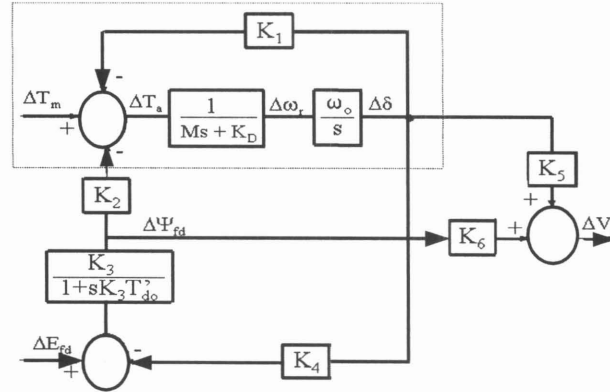 K₁
-
ΔTₘ
+
ΔTₐ
1
Ms + K_D
Δωᵣ
ωₒ
s
Δδ
-
K₂
K₅
+
ΔΨ_fd
K₆
+
ΔV
K₃
1+sK₃T'_do
ΔE_fd
+
-
K₄